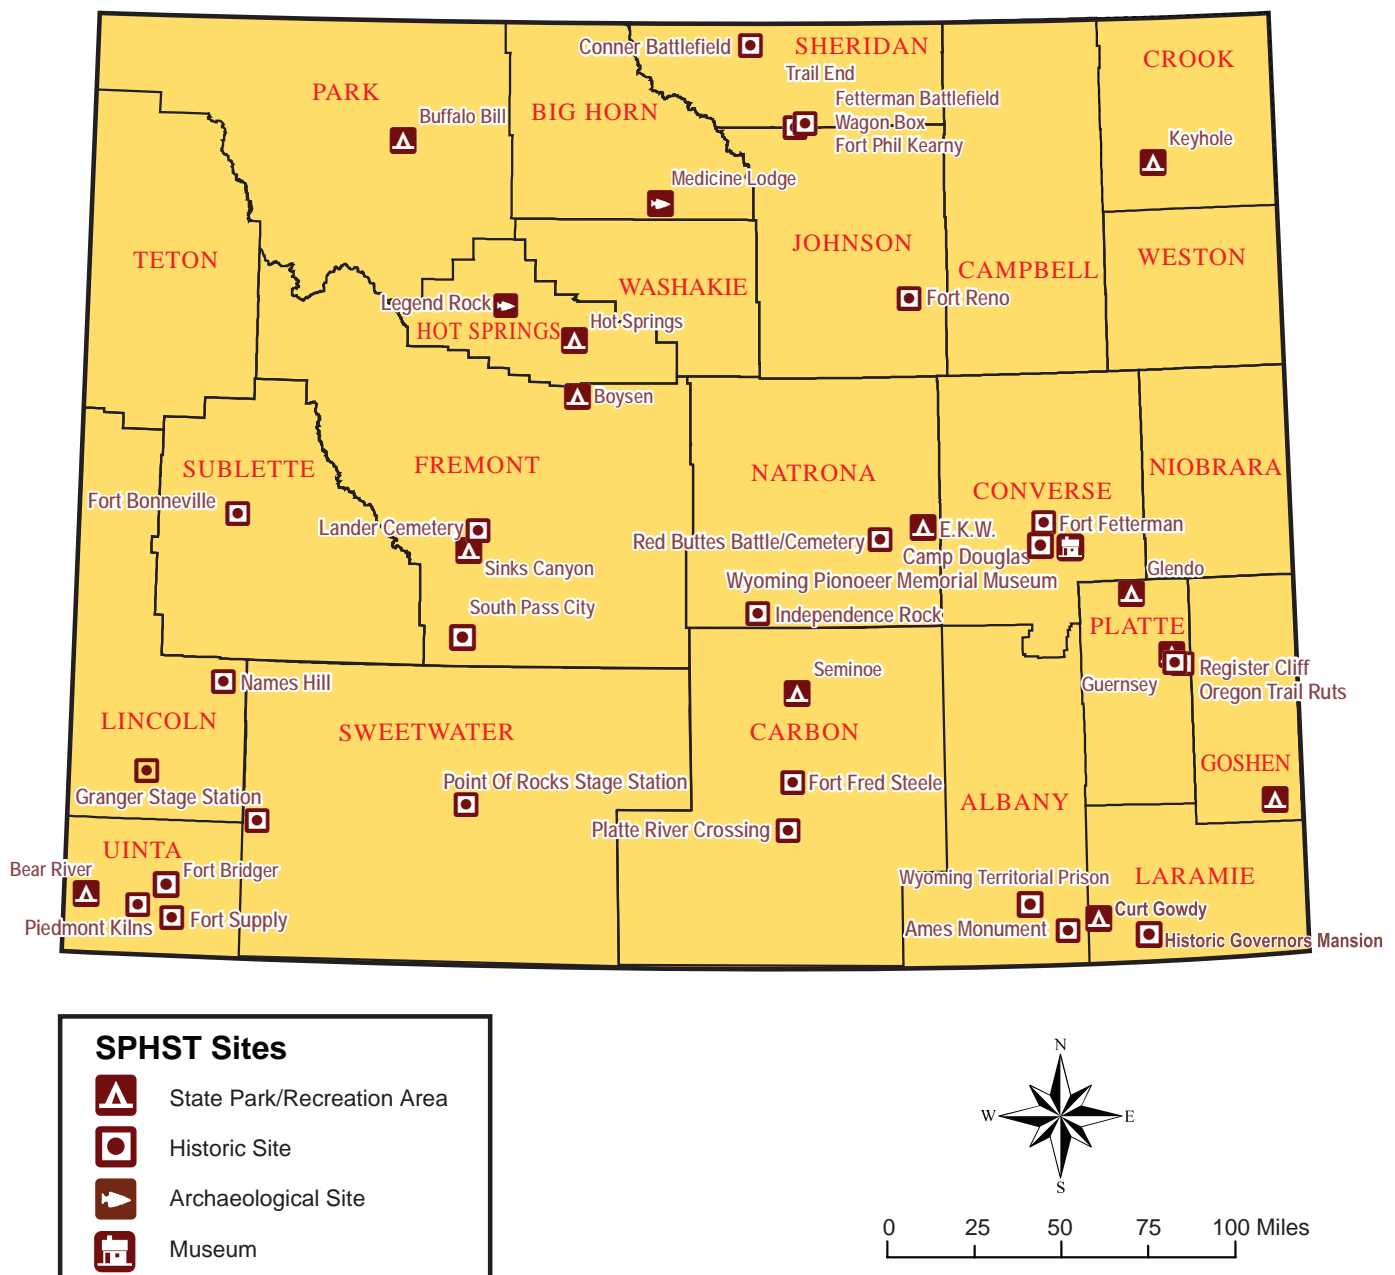 Conner Battlefield
SHERIDAN
Trail End
CROOK
PARK
Buffalo Bill
BIG HORN
Fetterman Battlefield
Wagon Box
Fort Phil Kearny
Keyhole
Medicine Lodge
TETON
JOHNSON
CAMPBELL
WESTON
WASHAKIE
Legend Rock
HOT SPRINGS
Hot Springs
Fort Reno
Boysen
SUBLETTE
FREMONT
NATRONA
CONVERSE
NIOBRARA
Fort Bonneville
Lander Cemetery
Sinks Canyon
South Pass City
Red Buttes Battle/Cemetery
E.K.W.
Fort Fetterman
Camp Douglas
Wyoming Pionoeer Memorial Museum
Glendo
Independence Rock
PLATTE
Guernsey
Register Cliff
Oregon Trail Ruts
Names Hill
Seminoe
LINCOLN
SWEETWATER
CARBON
GOSHEN
Granger Stage Station
Point Of Rocks Stage Station
Fort Fred Steele
ALBANY
Platte River Crossing
UINTA
Bear River
Fort Bridger
Piedmont Kilns
Fort Supply
Wyoming Territorial Prison
LARAMIE
Ames Monument
Curt Gowdy
Historic Governors Mansion
SPHST Sites
State Park/Recreation Area
Historic Site
Archaeological Site
Museum
N
W
E
S
0 25 50 75 100 Miles